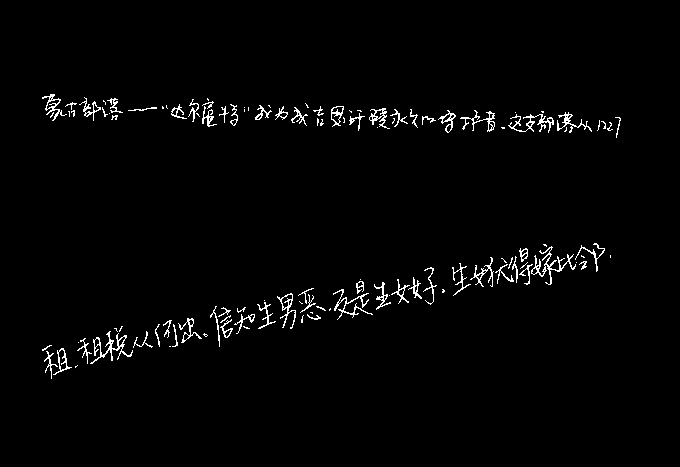 蒙古部落——“达尔扈特”成为成吉思汗陵永久的守护者、这支部落从1227
租、租税从何出、信知生男恶、反是生女好、生女犹得嫁比邻、